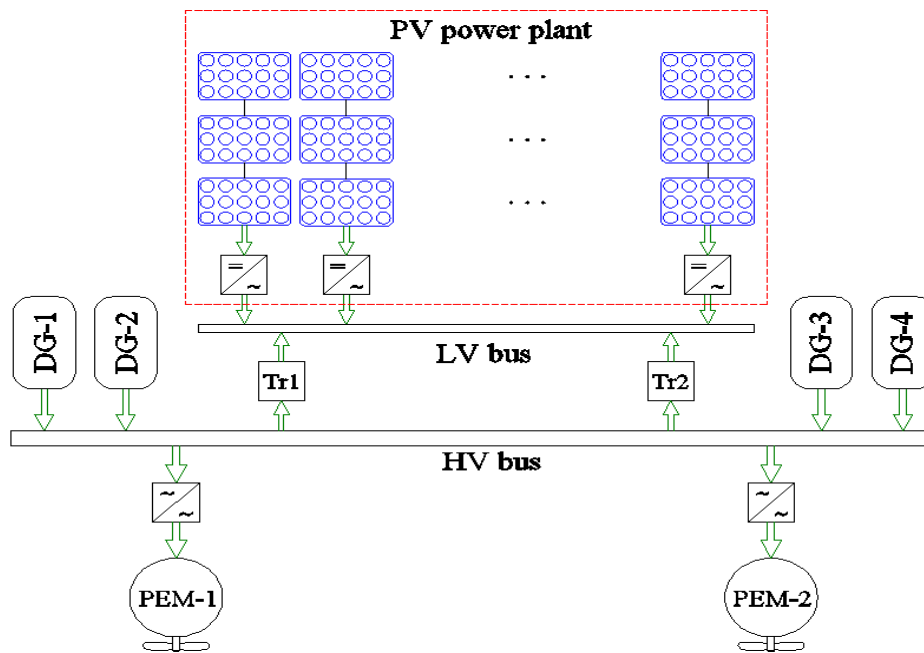 PV power plant
. . .
. . .
. . .
=
~
=
~
=
~
DG-1
DG-2
DG-3
DG-4
LV bus
Tr1
Tr2
HV bus
~
~
~
~
PEM-1
PEM-2